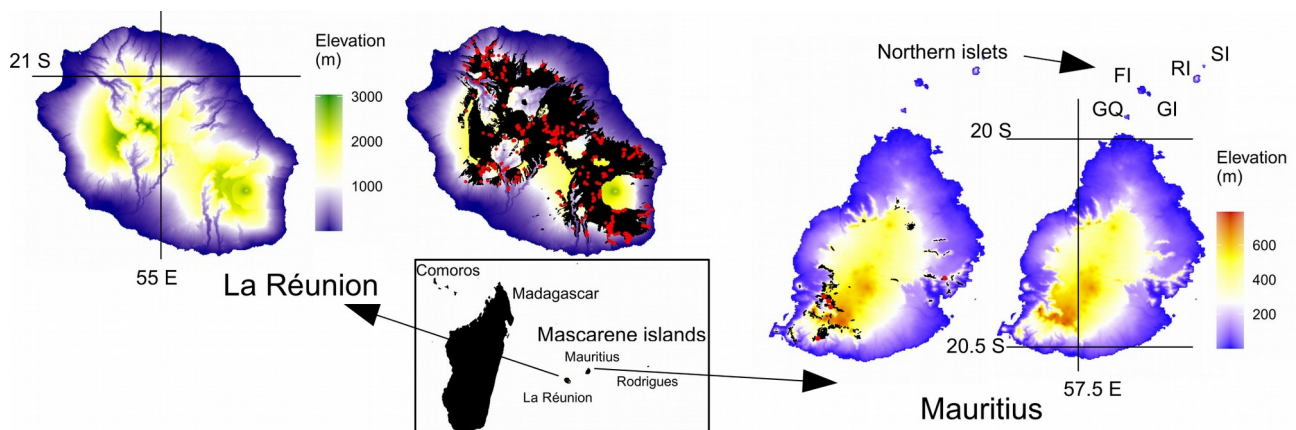 Elevation
(m)
21 S
3000
2000
1000
55 E
La Réunion
Comoros
Madagascar
Mascarene islands
Mauritius
Rodrigues
La Réunion
Northern islets
SI
RI
FI
GQ
GI
20 S
Elevation
(m)
600
400
200
20.5 S
57.5 E
Mauritius